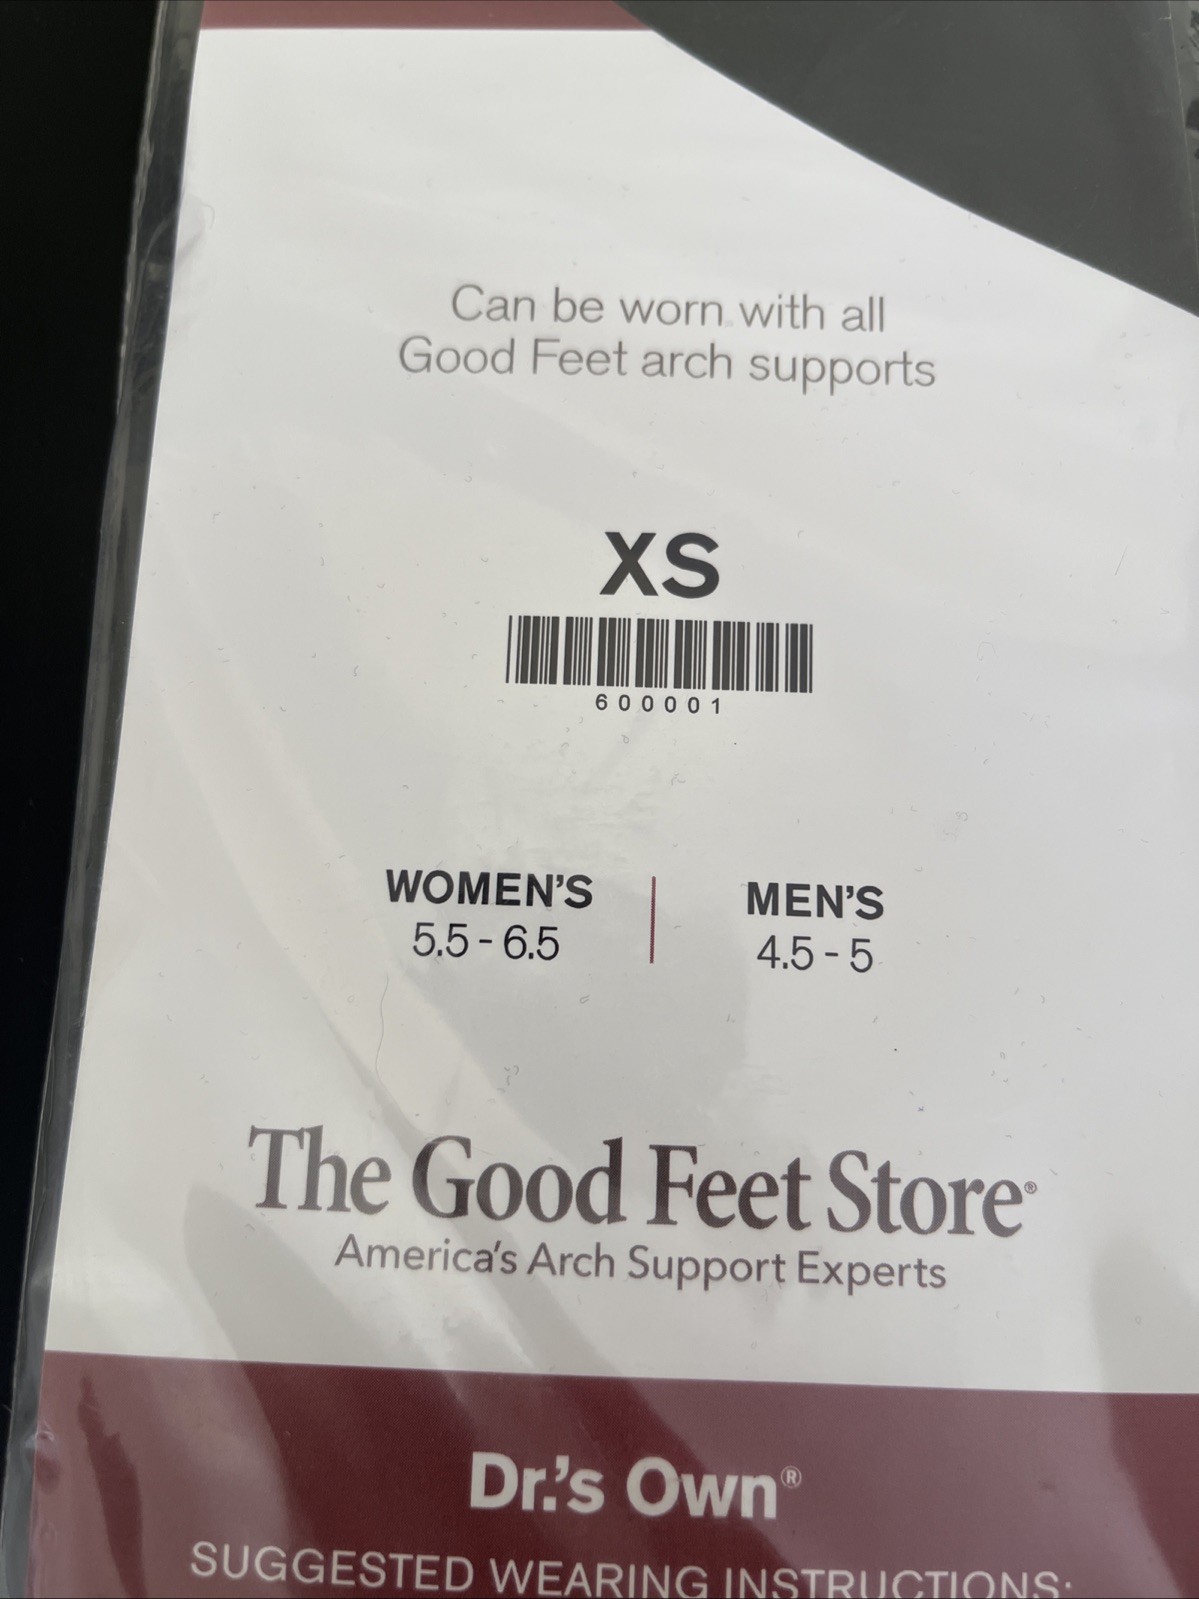 Can be worn with all
Good Feet arch supports
XS
600001
WOMEN'S
5.5 - 6.5
MEN'S
4.5 - 5
The Good Feet Store®
America's Arch Support Experts
Dr.'s Own®
SUGGESTED WEARING INSTRUCTIONS: